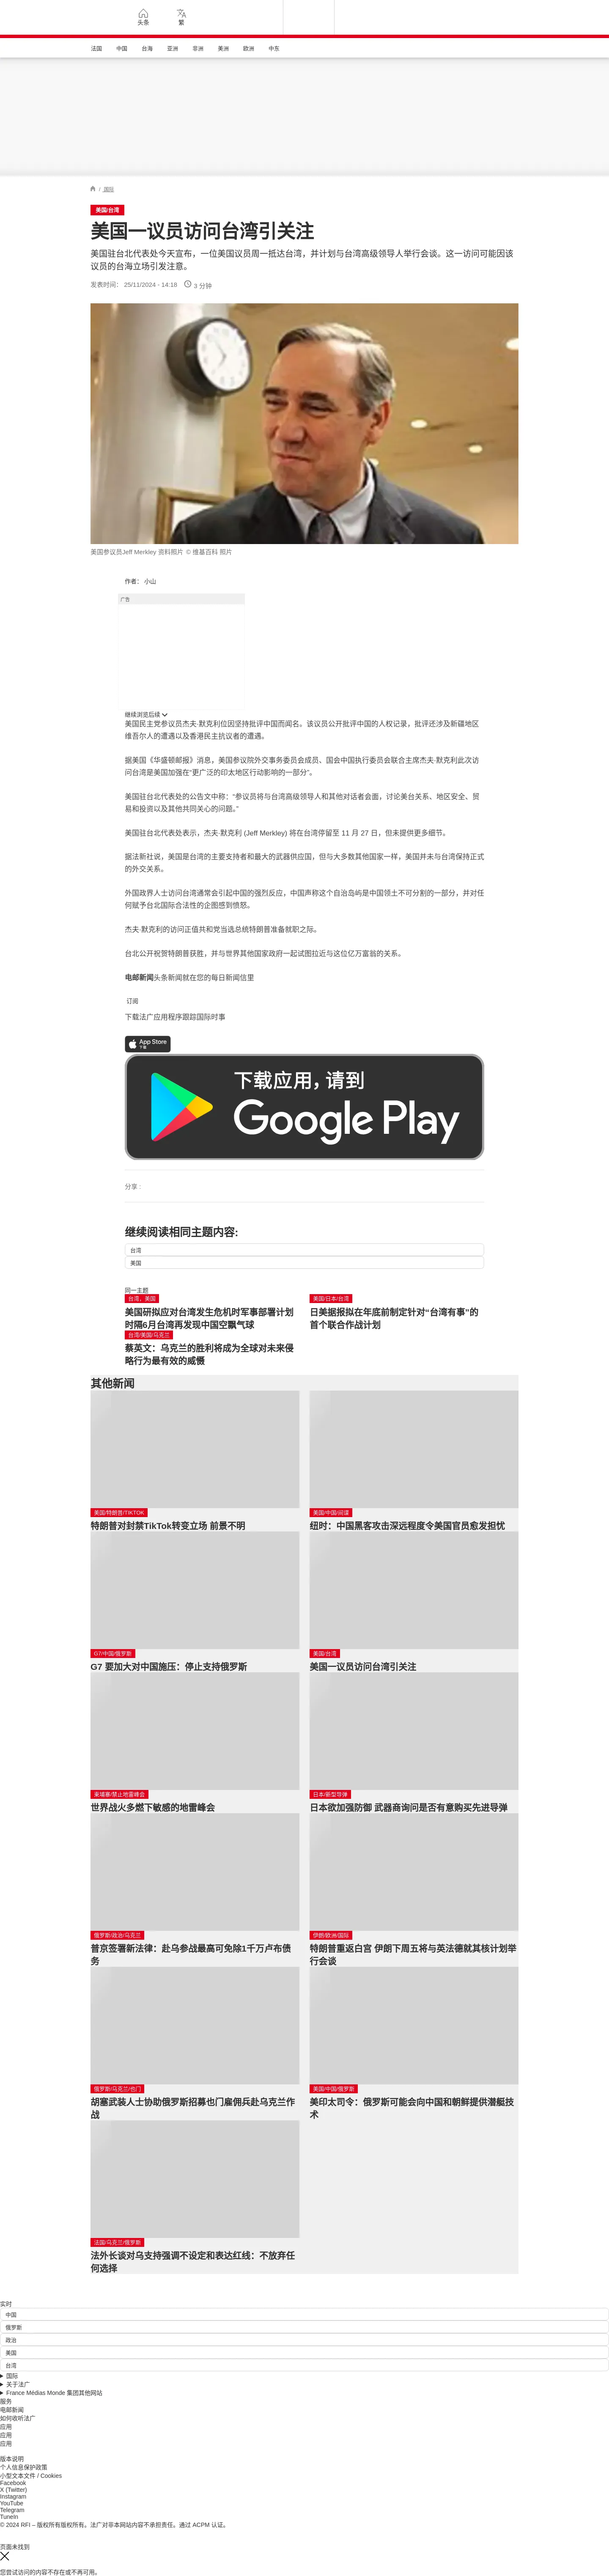 头条
繁
法国
中国
台海
亚洲
非洲
美洲
欧洲
中东
/ 国际
美国/台湾
美国一议员访问台湾引关注
美国驻台北代表处今天宣布，一位美国议员周一抵达台湾，并计划与台湾高级领导人举行会谈。这一访问可能因该
议员的台海立场引发注意。
发表时间： 25/11/2024 - 14:18
3 分钟
美国参议员Jeff Merkley 资料照片 © 维基百科 照片
作者： 小山
广告
继续浏览后续
美国民主党参议员杰夫·默克利位因坚持批评中国而闻名。该议员公开批评中国的人权记录，批评还涉及新疆地区
维吾尔人的遭遇以及香港民主抗议者的遭遇。
据美国《华盛顿邮报》消息，美国参议院外交事务委员会成员、国会中国执行委员会联合主席杰夫·默克利此次访
问台湾是美国加强在“更广泛的印太地区行动影响的一部分”。
美国驻台北代表处的公告文中称：“参议员将与台湾高级领导人和其他对话者会面，讨论美台关系、地区安全、贸
易和投资以及其他共同关心的问题。”
美国驻台北代表处表示，杰夫·默克利 (Jeff Merkley) 将在台湾停留至 11 月 27 日，但未提供更多细节。
据法新社说，美国是台湾的主要支持者和最大的武器供应国，但与大多数其他国家一样，美国并未与台湾保持正式
的外交关系。
外国政界人士访问台湾通常会引起中国的强烈反应，中国声称这个自治岛屿是中国领土不可分割的一部分，并对任
何赋予台北国际合法性的企图感到愤怒。
杰夫·默克利的访问正值共和党当选总统特朗普准备就职之际。
台北公开祝贺特朗普获胜，并与世界其他国家政府一起试图拉近与这位亿万富翁的关系。
电邮新闻头条新闻就在您的每日新闻信里
订阅
下载法广应用程序跟踪国际时事
App Store
下载
下载应用，请到
Google Play
分享 :
继续阅读相同主题内容:
台湾
美国
同一主题
台湾，美国
美国研拟应对台湾发生危机时军事部署计划
时隔6月台湾再发现中国空飘气球
美国/日本/台湾
日美据报拟在年底前制定针对“台湾有事”的
首个联合作战计划
台湾/美国/乌克兰
蔡英文：乌克兰的胜利将成为全球对未来侵
略行为最有效的威慑
其他新闻
美国/特朗普/TIKTOK
特朗普对封禁TikTok转变立场 前景不明
美国/中国/间谍
纽时：中国黑客攻击深远程度令美国官员愈发担忧
G7/中国/俄罗斯
G7 要加大对中国施压：停止支持俄罗斯
美国/台湾
美国一议员访问台湾引关注
柬埔寨/禁止地雷峰会
世界战火多燃下敏感的地雷峰会
日本/新型导弹
日本欲加强防御 武器商询问是否有意购买先进导弹
俄罗斯/政治/乌克兰
普京签署新法律：赴乌参战最高可免除1千万卢布债
务
伊朗/欧洲/国际
特朗普重返白宫 伊朗下周五将与英法德就其核计划举
行会谈
俄罗斯/乌克兰/也门
胡塞武装人士协助俄罗斯招募也门雇佣兵赴乌克兰作
战
美国/中国/俄罗斯
美印太司令：俄罗斯可能会向中国和朝鲜提供潜艇技
术
法国/乌克兰/俄罗斯
法外长谈对乌支持强调不设定和表达红线：不放弃任
何选择
实时
中国
俄罗斯
政治
美国
台湾
国际
关于法广
France Médias Monde 集团其他网站
服务
电邮新闻
如何收听法广
应用
应用
应用
版本说明
个人信息保护政策
小型文本文件 / Cookies
Facebook
X (Twitter)
Instagram
YouTube
Telegram
TuneIn
© 2024 RFI – 版权所有版权所有。法广对非本网站内容不承担责任。通过 ACPM 认证。
页面未找到
您尝试访问的内容不存在或不再可用。